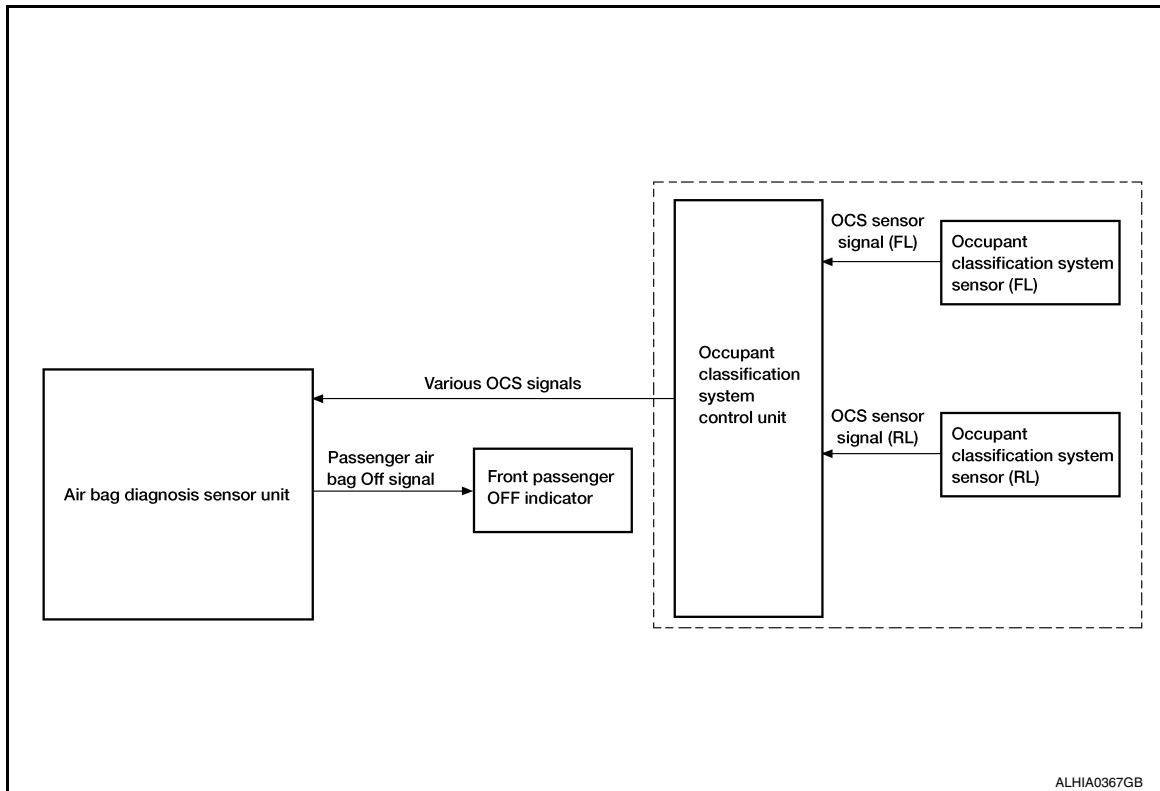 OCS sensor
signal (FL)
Occupant
classification system
sensor (FL)
Occupant
classification
system
control unit
Various OCS signals
OCS sensor
signal (RL)
Occupant
classification system
sensor (RL)
Passenger air
bag Off signal
Front passenger
OFF indicator
Air bag diagnosis sensor unit
ALHIA0367GB